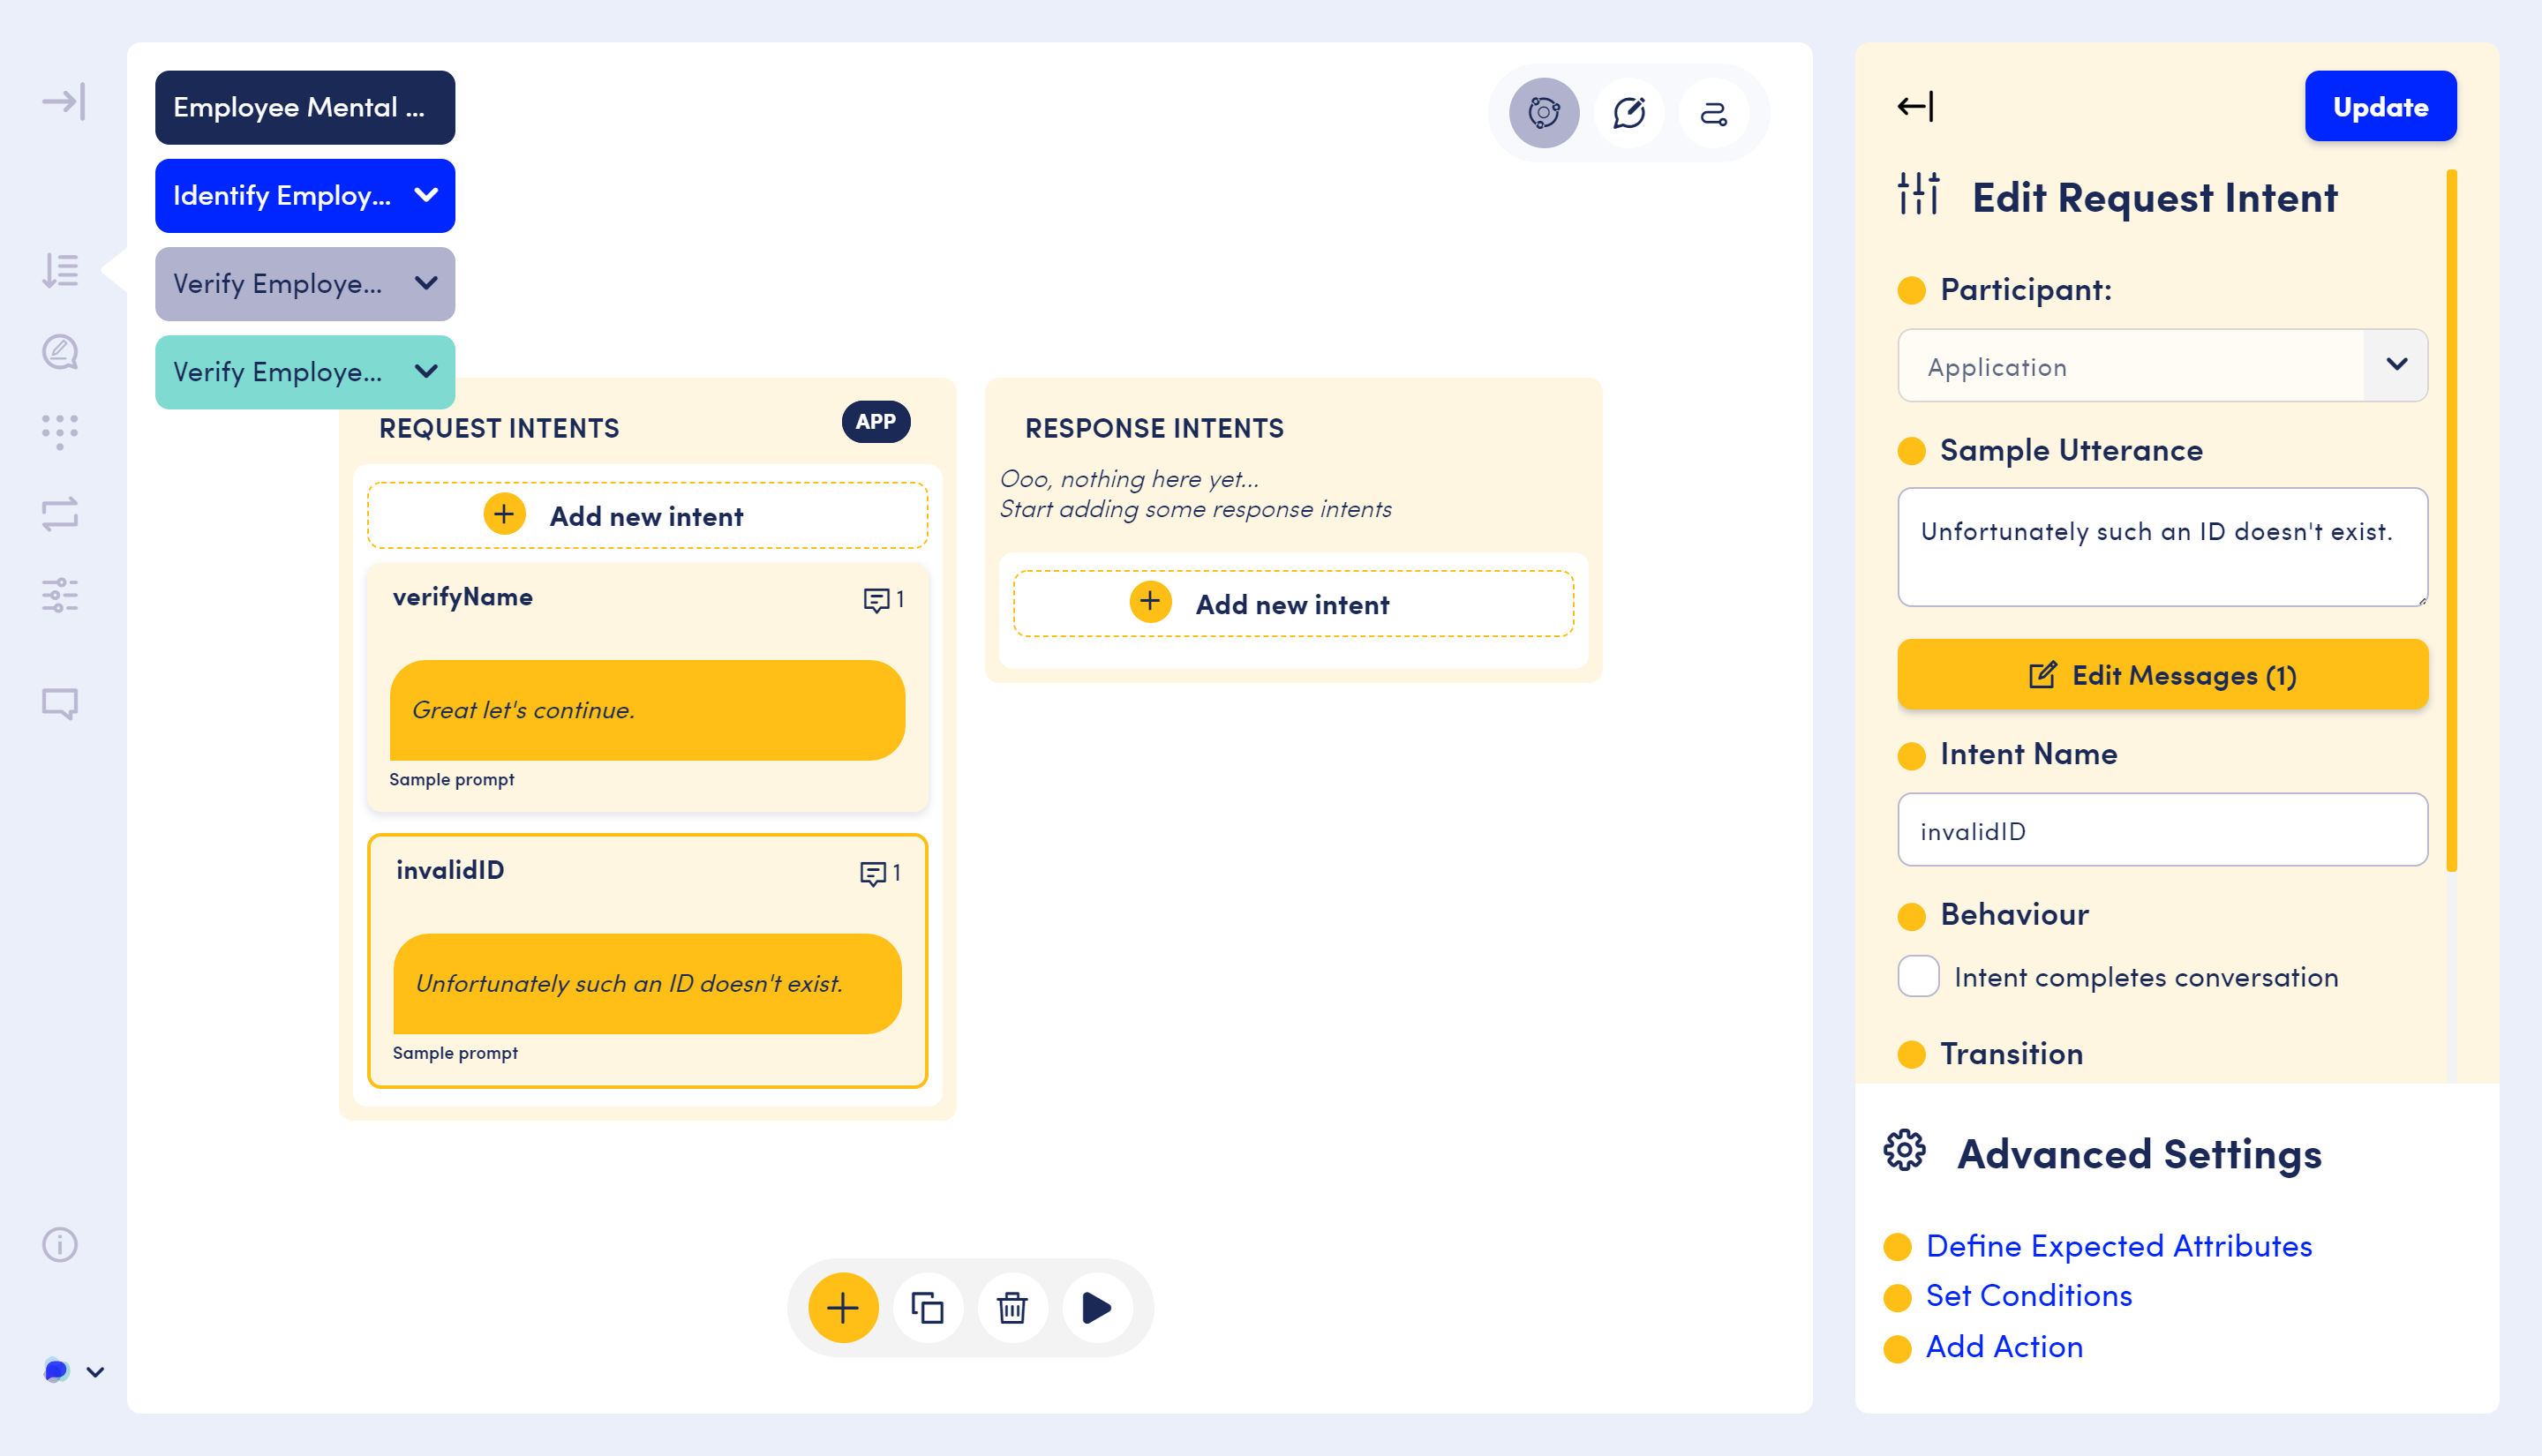 Employee Mental ...
Identify Employ...
Verify Employe...
Verify Employe...
REQUEST INTENTS
APP
Add new intent
verifyName
1
Great let's continue.
Sample prompt
invalidID
1
Unfortunately such an ID doesn't exist.
Sample prompt
RESPONSE INTENTS
Ooo, nothing here yet...
Start adding some response intents
Add new intent
Update
Edit Request Intent
Participant:
Application
Sample Utterance
Unfortunately such an ID doesn't exist.
Edit Messages (1)
Intent Name
invalidID
Behaviour
Intent completes conversation
Transition
Advanced Settings
Define Expected Attributes
Set Conditions
Add Action